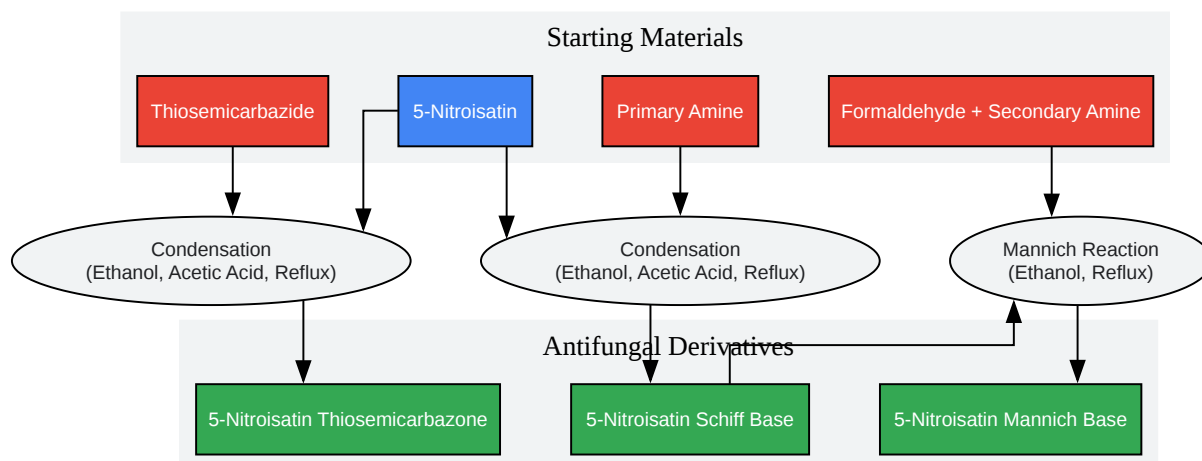 Starting Materials
Thiosemicarbazide
5-Nitroisatin
Primary Amine
Formaldehyde + Secondary Amine
Condensation
(Ethanol, Acetic Acid, Reflux)
Condensation
(Ethanol, Acetic Acid, Reflux)
Mannich Reaction
(Ethanol, Reflux)
Antifungal Derivatives
5-Nitroisatin Thiosemicarbazone
5-Nitroisatin Schiff Base
5-Nitroisatin Mannich Base